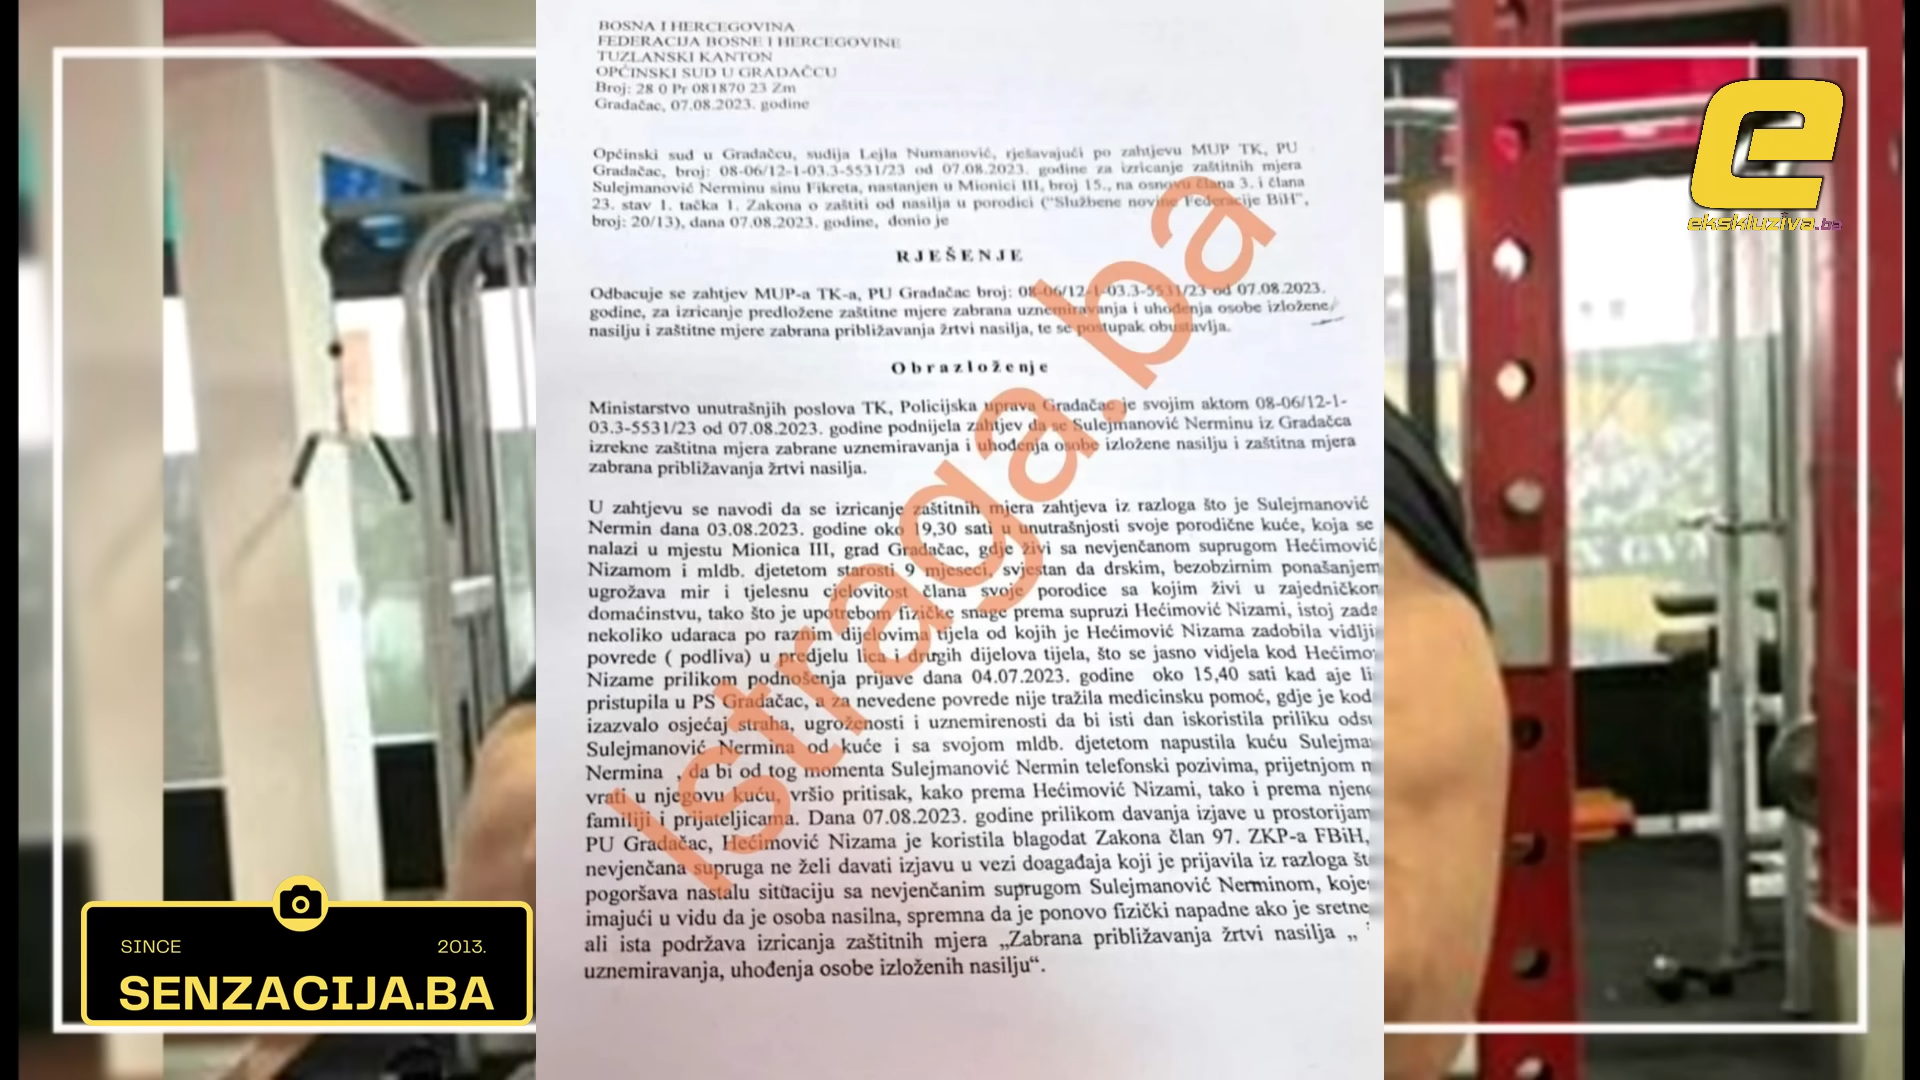 BOSNA I HERCEGOVINA
FEDERACIJA BOSNE I HERCEGOVINE
TUZLANSKI KANTON
OPĆINSKI SUD U GRADAČCU
Broj: 28 0 Pr 081870 23 Zm
Gradačac, 07.08.2023. godine
Općinski sud u Gradačcu, sudija Lejla Numanović, rješavajući po zahtjevu MUP TK, PU
Gradačac, broj: 08-06/12-1-03.3-5531/23 od 07.08.2023. godine za izricanje zaštitnih mjera
Sulejmanović Nerminu sinu Fikreta, nastanjen u Mionici III, broj 15., na osnovu člana 3. i člana
23. stav 1. tačka 1. Zakona o zaštiti od nasilja u porodici ("Službene novine Federacije BiH",
broj: 20/13), dana 07.08.2023. godine, donio je
RJEŠENJE
Odbacuje se zahtjev MUP-a TK-a, PU Gradačac broj: 08-06/12-1-03.3-5531/23 od 07.08.2023.
godine, za izricanje predložene zaštitne mjere zabrana uznemiravanja i uhođenja osobe izložene
nasilju i zaštitne mjere zabrana približavanja žrtvi nasilja, te se postupak obustavlja.
Obrazloženje
Ministarstvo unutrašnjih poslova TK, Policijska uprava Gradačac je svojim aktom 08-06/12-1-
03.3-5531/23 od 07.08.2023. godine podnijela zahtjev da se Sulejmanović Nerminu iz Gradačca
izrekne zaštitna mjera zabrane uznemiravanja i uhođenja osobe izložene nasilju i zaštitna mjera
zabrana približavanja žrtvi nasilja.
U zahtjevu se navodi da se izricanje zaštitnih mjera zahtjeva iz razloga što je Sulejmanović
Nermin dana 03.08.2023. godine oko 19,30 sati u unutrašnjosti svoje porodične kuće, koja se
nalazi u mjestu Mionica III, grad Gradačac, gdje živi sa nevjenčanom suprugom Hećimović
Nizamom i mldb. djetetom starosti 9 mjeseci, svjestan da drskim, bezobzirnim ponašanjem
ugrožava mir i tjelesnu cjelovitost člana svoje porodice sa kojim živi u zajedničkom
domaćinstvu, tako što je upotrebom fizičke snage prema supruzi Hećimović Nizami, istoj zada
nekoliko udaraca po raznim dijelovima tijela od kojih je Hećimović Nizama zadobila vidlji
povrede ( podliva) u predjelu lica i drugih dijelova tijela, što se jasno vidjela kod Hećimo
Nizame prilikom podnošenja prijave dana 04.07.2023. godine oko 15,40 sati kad aje li
pristupila u PS Gradačac, a za nevedene povrede nije tražila medicinsku pomoć, gdje je kod
izazvalo osjećaj straha, ugroženosti i uznemirenosti da bi isti dan iskoristila priliku ods
Sulejmanović Nermina od kuće i sa svojom mldb. djetetom napustila kuću Sulejma
Nermina , da bi od tog momenta Sulejmanović Nermin telefonski pozivima, prijetnjom
vrati u njegovu kuću, vršio pritisak, kako prema Hećimović Nizami, tako i prema njeno
familiji i prijateljicama. Dana 07.08.2023. godine prilikom davanja izjave u prostorijam
PU Gradačac, Hećimović Nizama je koristila blagodat Zakona član 97. ZKP-a FBiH,
nevjenčana supruga ne želi davati izjavu u vezi doagađaja koji je prijavila iz razloga št
pogoršava nastalu situaciju sa nevjenčanim suprugom Sulejmanović Nerminom, koje
imajući u vidu da je osoba nasilna, spremna da je ponovo fizički napadne ako je sretne
ali ista podržava izricanja zaštitnih mjera „Zabrana približavanja žrtvi nasilja „
uznemiravanja, uhođenja osobe izloženih nasilju“.
Istraga.ba
e
ekskluziva.ba
SINCE 2013.
SENZACIJA.BA